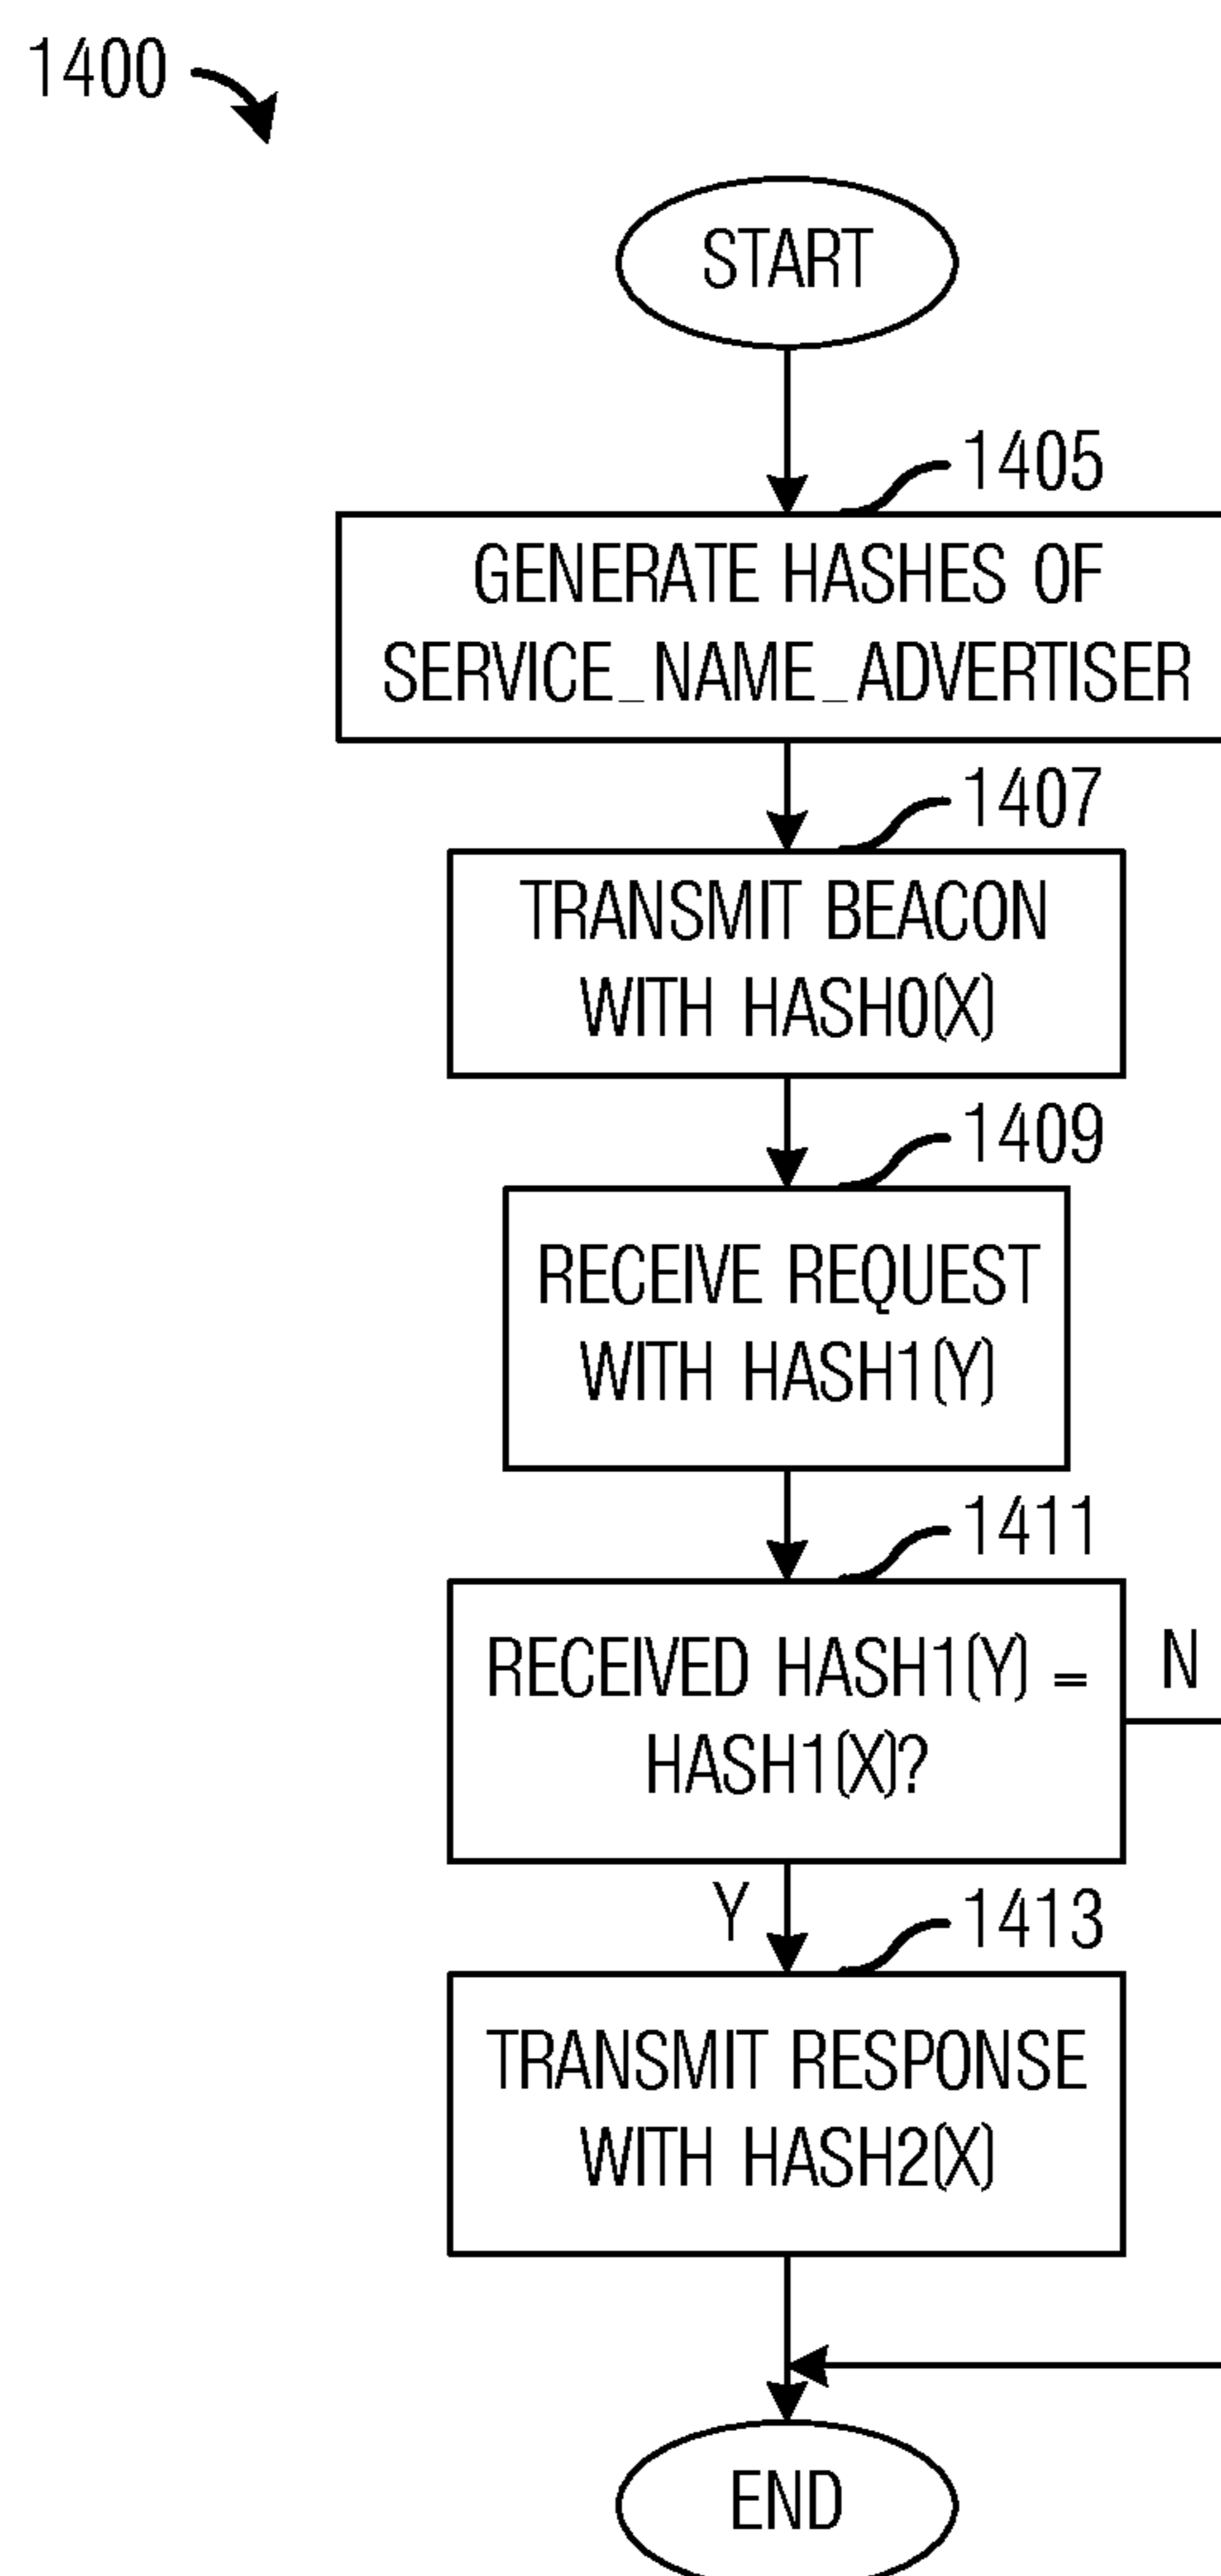 1400
START
1405
GENERATE HASHES OF
SERVICE_NAME_ADVERTISER
1407
TRANSMIT BEACON
WITH HASH0(X)
1409
RECEIVE REQUEST
WITH HASH1(Y)
1411
RECEIVED HASH1(Y) =
HASH1(X)?
N
Y
1413
TRANSMIT RESPONSE
WITH HASH2(X)
END